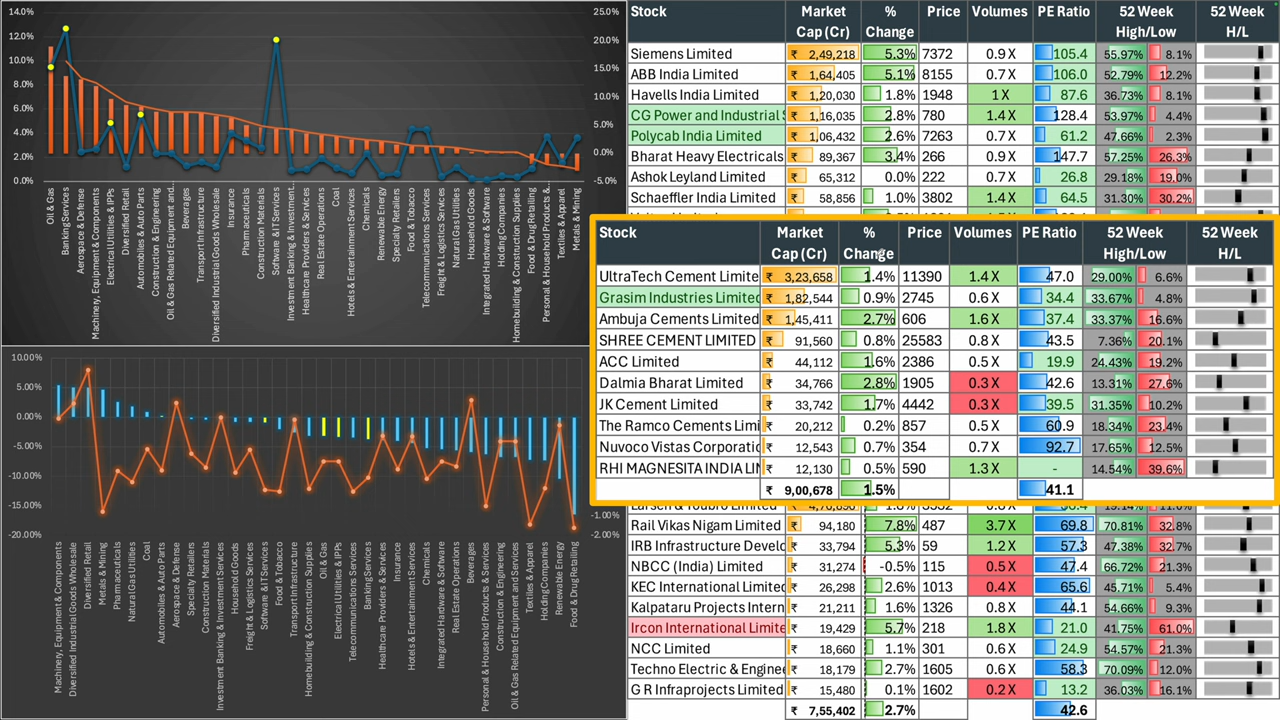 14.0%
12.0%
10.0%
8.0%
6.0%
4.0%
2.0%
0.0%
25.0%
20.0%
15.0%
10.0%
5.0%
0.0%
-5.0%
Oil & Gas
Banking Services
Aerospace & Defense
Machinery, Equipment & Components
Electrical Utilities & IPPs
Diversified Retail
Automobiles & Auto Parts
Construction & Engineering
Oil & Gas Related Equipment and…
Beverages
Transport Infrastructure
Diversified Industrial Goods Wholesale
Insurance
Pharmaceuticals
Construction Materials
Software & IT Services
Investment Banking & Investment…
Healthcare Providers & Services
Real Estate Operations
Coal
Hotels & Entertainment Services
Chemicals
Renewable Energy
Specialty Retailers
Food & Tobacco
Telecommunications Services
Freight & Logistics Services
Natural Gas Utilities
Holding Companies
Integrated Hardware & Software
Homebuilding & Construction Supplies
Food & Drug Retailing
Personal & Household Products &…
Textiles & Apparel
Metals & Mining
10.00%
5.00%
0.00%
-5.00%
-10.00%
-15.00%
-20.00%
-1.00%
-2.00%
Machinery, Equipment & Components
Diversified Industrial Goods Wholesale
Diversified Retail
Metals & Mining
Pharmaceuticals
Natural Gas Utilities
Coal
Automobiles & Auto Parts
Aerospace & Defense
Specialty Retailers
Construction Materials
Investment Banking & Investment Services
Household Goods
Freight & Logistics Services
Software & IT Services
Food & Tobacco
Transport Infrastructure
Homebuilding & Construction Supplies
Oil & Gas
Electrical Utilities & IPPs
Telecommunications Services
Banking Services
Healthcare Providers & Services
Insurance
Hotels & Entertainment Services
Chemicals
Integrated Hardware & Software
Real Estate Operations
Beverages
Personal & Household Products & Services
Construction & Engineering
Oil & Gas Related Equipment and Services
Textiles & Apparel
Holding Companies
Renewable Energy
Food & Drug Retailing
Stock Market Cap (Cr) % Change Price Volumes PE Ratio 52 Week High/Low 52 Week H/L
Siemens Limited ₹ 2,49,218 5.3% 7372 0.9 X 105.4 55.97% 8.1%
ABB India Limited ₹ 1,64,405 5.1% 8155 0.7 X 106.0 52.79% 12.2%
Havells India Limited ₹ 1,20,030 1.8% 1948 1 X 87.6 36.73% 8.1%
CG Power and Industrial S ₹ 1,16,035 2.8% 780 1.4 X 128.4 53.97% 4.4%
Polycab India Limited ₹ 1,06,432 2.6% 7263 0.7 X 61.2 47.66% 2.3%
Bharat Heavy Electricals ₹ 89,367 3.4% 266 0.9 X 147.7 57.25% 26.3%
Ashok Leyland Limited ₹ 65,312 0.0% 222 0.7 X 26.8 29.18% 19.0%
Schaeffler India Limited ₹ 58,856 1.0% 3802 1.4 X 64.5 31.30% 30.2%
Stock Market Cap (Cr) % Change Price Volumes PE Ratio 52 Week High/Low 52 Week H/L
UltraTech Cement Limite ₹ 3,23,658 1.4% 11390 1.4 X 47.0 29.00% 6.6%
Grasim Industries Limited ₹ 1,82,544 0.9% 2745 0.6 X 34.4 33.67% 4.8%
Ambuja Cements Limited ₹ 1,45,411 2.7% 606 1.6 X 37.4 33.37% 16.6%
SHREE CEMENT LIMITED ₹ 91,560 0.8% 25583 0.8 X 43.5 7.36% 20.1%
ACC Limited ₹ 44,112 1.6% 2386 0.5 X 19.9 24.43% 19.2%
Dalmia Bharat Limited ₹ 34,766 2.8% 1905 0.3 X 42.6 13.31% 27.6%
JK Cement Limited ₹ 33,742 1.7% 4442 0.3 X 39.5 31.35% 10.2%
The Ramco Cements Limi ₹ 20,212 0.2% 857 0.5 X 60.9 18.34% 23.4%
Nuvoco Vistas Corporatic ₹ 12,543 0.7% 354 0.7 X 92.7 17.65% 12.5%
RHI MAGNESITA INDIA LIN ₹ 12,130 0.5% 590 1.3 X - 14.54% 39.6%
₹ 9,00,678 1.5% 41.1
Rail Vikas Nigam Limited ₹ 94,180 7.8% 487 3.7 X 69.8 70.81% 32.8%
IRB Infrastructure Develo ₹ 33,794 5.3% 59 1.2 X 57.3 47.38% 32.7%
NBCC (India) Limited ₹ 31,274 -0.5% 115 0.5 X 47.4 66.72% 21.3%
KEC International Limited ₹ 26,298 2.6% 1013 0.4 X 65.6 45.71% 5.4%
Kalpataru Projects Intern ₹ 21,211 1.6% 1326 0.8 X 44.1 54.66% 9.3%
Ircon International Limite ₹ 19,429 5.7% 218 1.8 X 21.0 41.75% 61.0%
NCC Limited ₹ 18,660 1.1% 301 0.6 X 24.9 54.57% 21.3%
Techno Electric & Engine ₹ 18,179 2.7% 1605 0.6 X 58.3 70.09% 12.0%
G R Infraprojects Limited ₹ 15,480 0.1% 1602 0.2 X 13.2 36.03% 16.1%
₹ 7,55,402 2.7% 42.6